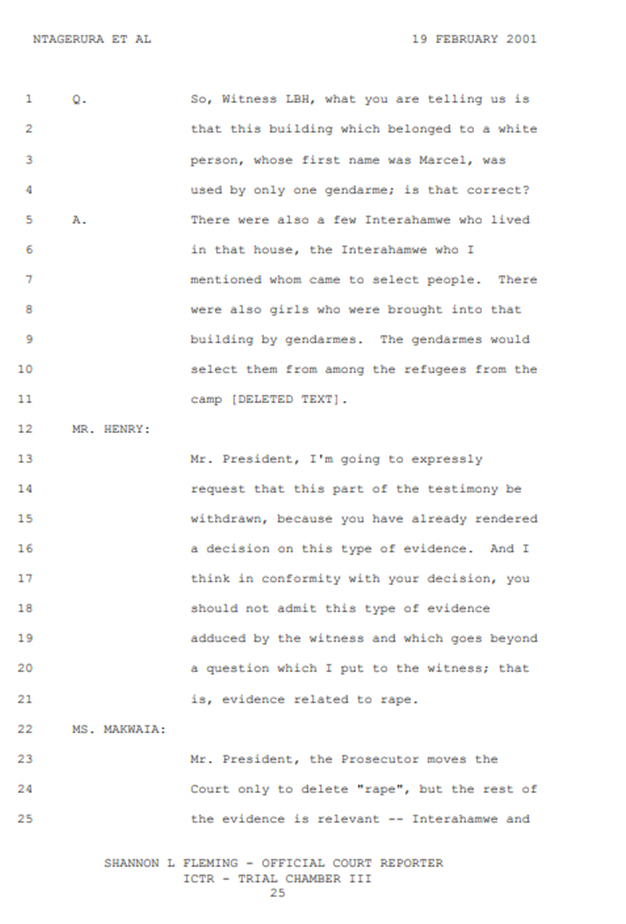 NTAGERURA ET AL 19 FEBRUARY 2001
1 Q. So, Witness LBH, what you are telling us is
2 that this building which belonged to a white
3 person, whose first name was Marcel, was
4 used by only one gendarme; is that correct?
5 A. There were also a few Interahamwe who lived
6 in that house, the Interahamwe who I
7 mentioned whom came to select people. There
8 were also girls who were brought into that
9 building by gendarmes. The gendarmes would
10 select them from among the refugees from the
11 camp [DELETED TEXT].
12 MR. HENRY:
13 Mr. President, I'm going to expressly
14 request that this part of the testimony be
15 withdrawn, because you have already rendered
16 a decision on this type of evidence. And I
17 think in conformity with your decision, you
18 should not admit this type of evidence
19 adduced by the witness and which goes beyond
20 a question which I put to the witness; that
21 is, evidence related to rape.
22 MS. MAKWAIA:
23 Mr. President, the Prosecutor moves the
24 Court only to delete "rape", but the rest of
25 the evidence is relevant -- Interahamwe and
SHANNON L FLEMING - OFFICIAL COURT REPORTER
ICTR - TRIAL CHAMBER III
25